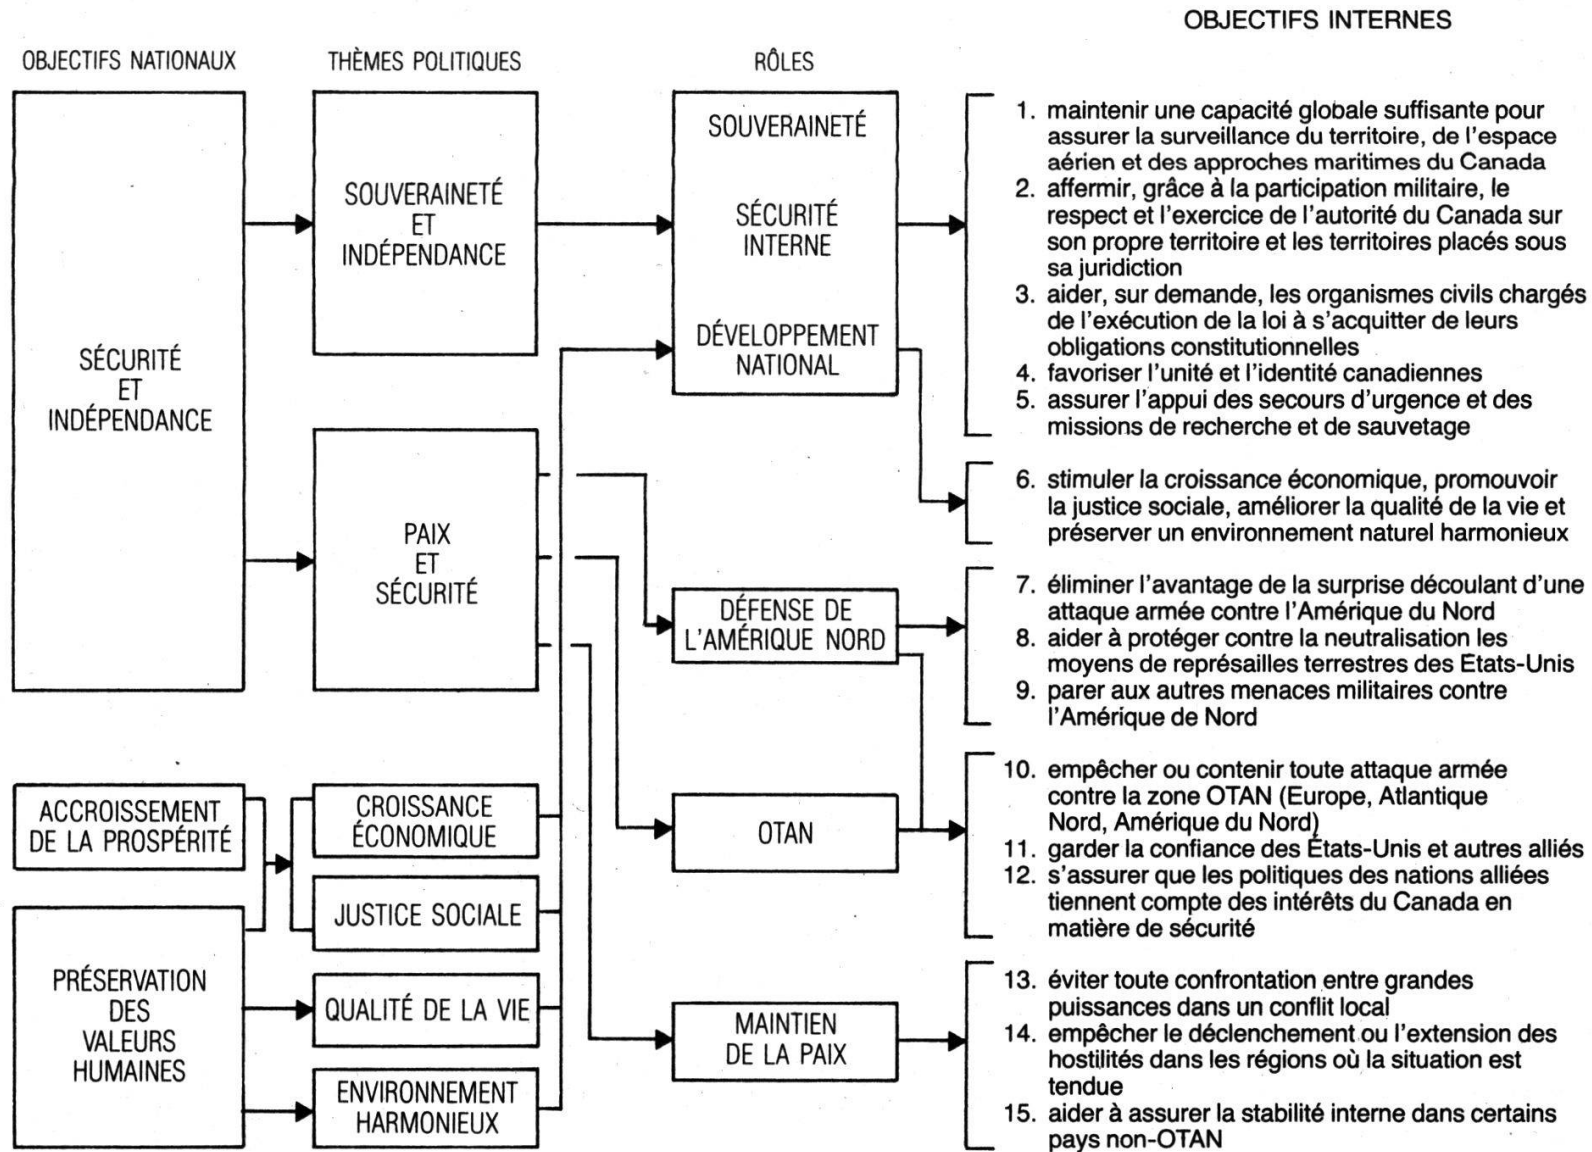 OBJECTIFS INTERNES
OBJECTIFS NATIONAUX
THÈMES POLITIQUES
RÔLES
SÉCURITÉ
ET
INDÉPENDANCE
ACCROISSEMENT
DE LA PROSPÉRITÉ
PRÉSERVATION
DES
VALEURS
HUMAINES
SOUVERAINETÉ
ET
INDÉPENDANCE
PAIX
ET
SÉCURITÉ
CROISSANCE
ÉCONOMIQUE
JUSTICE SOCIALE
QUALITÉ DE LA VIE
ENVIRONNEMENT
HARMONIEUX
SOUVERAINETÉ
SÉCURITÉ
INTERNE
DÉVELOPPEMENT
NATIONAL
DÉFENSE DE
L'AMÉRIQUE NORD
OTAN
MAINTIEN
DE LA PAIX
1. maintenir une capacité globale suffisante pour
assurer la surveillance du territoire, de l'espace
aérien et des approches maritimes du Canada
2. affermir, grâce à la participation militaire, le
respect et l'exercice de l'autorité du Canada sur
son propre territoire et les territoires placés sous
sa juridiction
3. aider, sur demande, les organismes civils chargés
de l'exécution de la loi à s'acquitter de leurs
obligations constitutionnelles
4. favoriser l'unité et l'identité canadiennes
5. assurer l'appui des secours d'urgence et des
missions de recherche et de sauvetage
6. stimuler la croissance économique, promouvoir
la justice sociale, améliorer la qualité de la vie et
préserver un environnement naturel harmonieux
7. éliminer l'avantage de la surprise découlant d'une
attaque armée contre l'Amérique du Nord
8. aider à protéger contre la neutralisation les
moyens de représailles terrestres des Etats-Unis
9. parer aux autres menaces militaires contre
l'Amérique de Nord
10. empêcher ou contenir toute attaque armée
contre la zone OTAN (Europe, Atlantique
Nord, Amérique du Nord)
11. garder la confiance des États-Unis et autres alliés
12. s'assurer que les politiques des nations alliées
tiennent compte des intérêts du Canada en
matière de sécurité
13. éviter toute confrontation entre grandes
puissances dans un conflit local
14. empêcher le déclenchement ou l'extension des
hostilités dans les régions où la situation est
tendue
15. aider à assurer la stabilité interne dans certains
pays non-OTAN